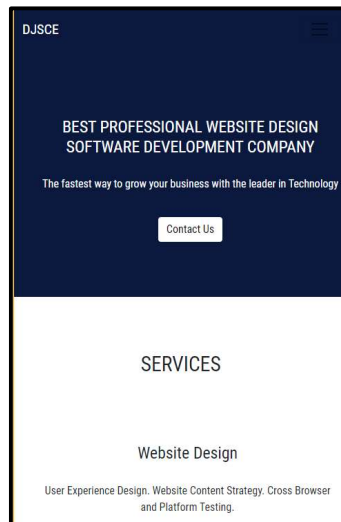 DJSCE
BEST PROFESSIONAL WEBSITE DESIGN
SOFTWARE DEVELOPMENT COMPANY
The fastest way to grow your business with the leader in Technology
Contact Us
SERVICES
Website Design
User Experience Design. Website Content Strategy. Cross Browser
and Platform Testing.